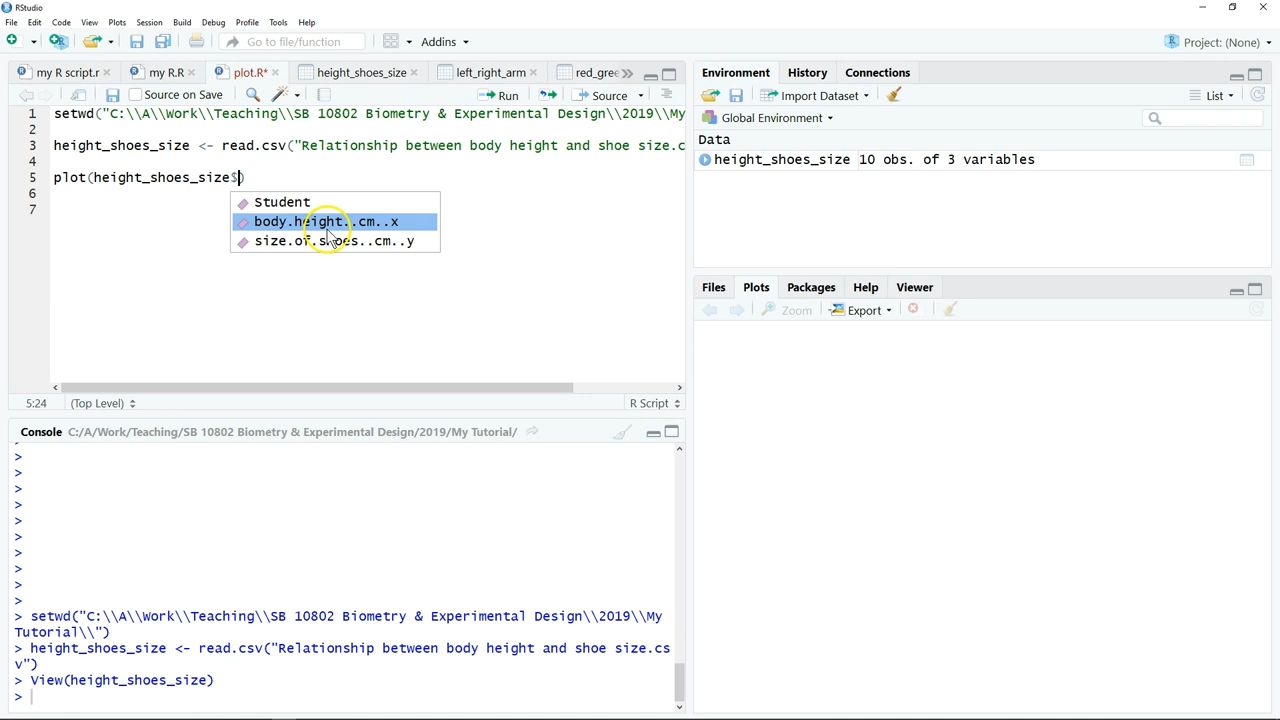 RStudio
File Edit Code View Plots Session Build Debug Profile Tools Help
Go to file/function Addins Project: (None)
my R script.r my R.R plot.R* height_shoes_size left_right_arm red_gree
Source on Save Run Source
1 setwd("C:\\A\\Work\\Teaching\\SB 10802 Biometry & Experimental Design\\2019\\My
2
3 height_shoes_size <- read.csv("Relationship between body height and shoe size.c
4
5 plot(height_shoes_size$)
6
7
Student
body.height..cm..x
size.of.shoes..cm..y
5:24 (Top Level) R Script
Console C:/A/Work/Teaching/SB 10802 Biometry & Experimental Design/2019/My Tutorial/
>
>
>
>
>
>
>
>
>
>
> setwd("C:\\A\\Work\\Teaching\\SB 10802 Biometry & Experimental Design\\2019\\My
Tutorial\\")
> height_shoes_size <- read.csv("Relationship between body height and shoe size.cs
v")
> View(height_shoes_size)
>
Environment History Connections
Import Dataset List
Global Environment
Data
height_shoes_size 10 obs. of 3 variables
Files Plots Packages Help Viewer
Zoom Export